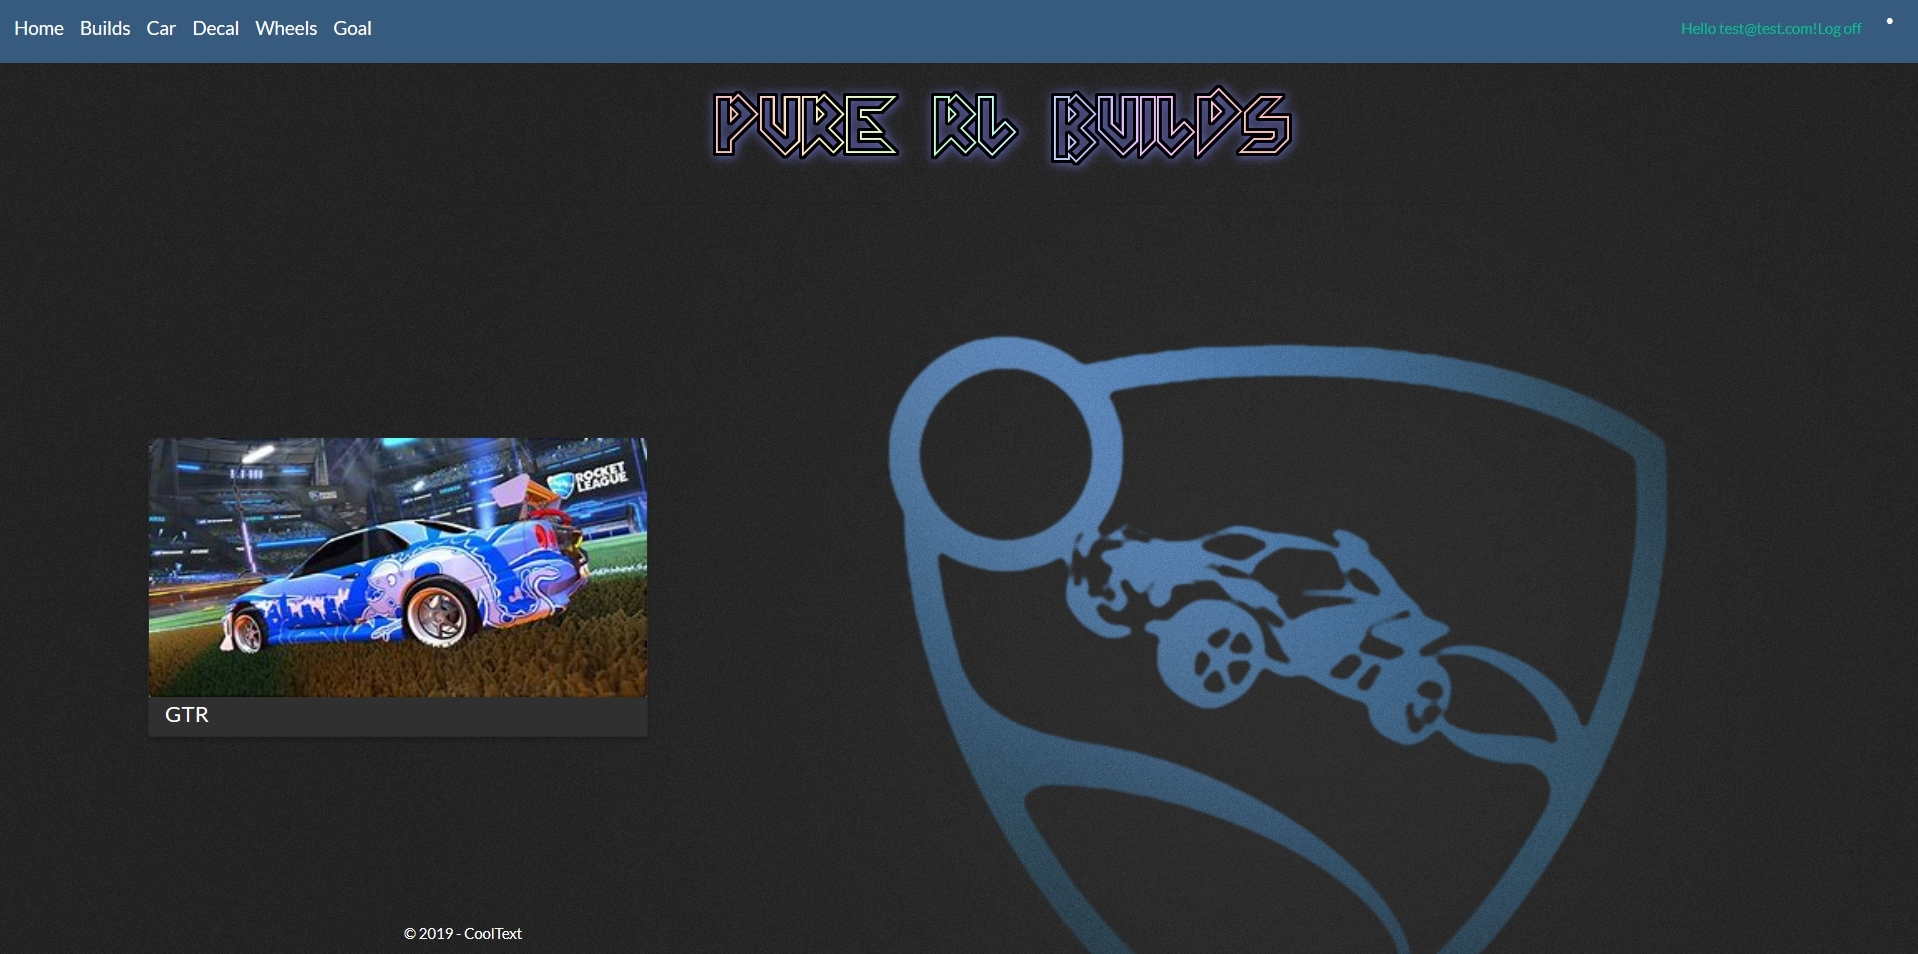 Home Builds Car Decal Wheels Goal
Hello test@test.com!Log off
PURE RL BUILDS
ROCKET
LEAGUE
GTR
© 2019 - CoolText